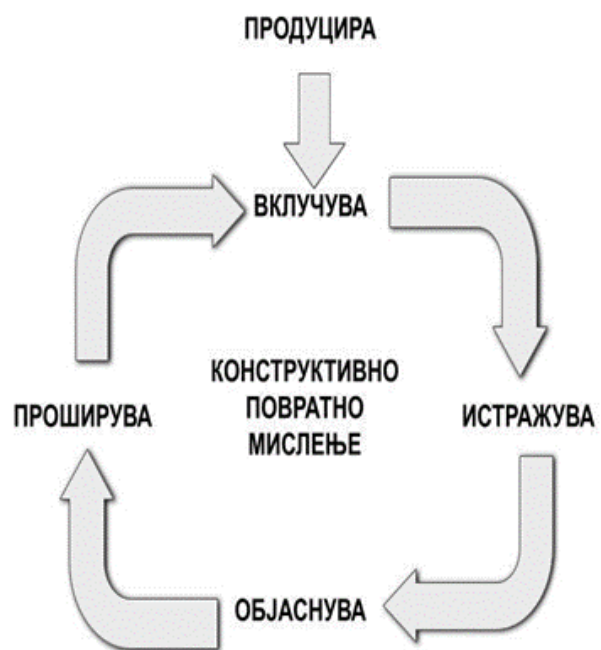 ПРОДУЦИРА
ВКЛУЧУВА
КОНСТРУКТИВНО
ПОВРАТНО
МИСЛЕЊЕ
ПРОШИРУВА
ИСТРАЖУВА
ОБЈАСНУВА